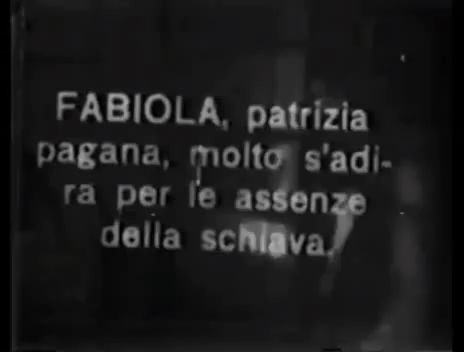 FABIOLA, patrizia
pagana, molto s'adi-
ra per le assenze
della schiava.